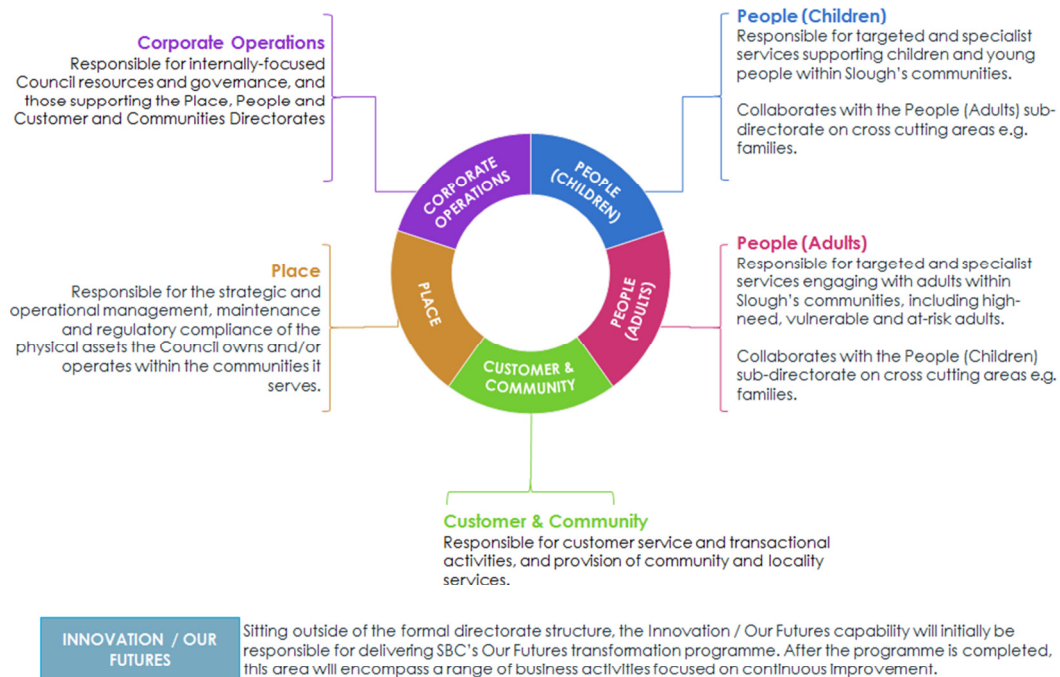 Corporate Operations
Responsible for internally-focused
Council resources and governance, and
those supporting the Place, People and
Customer and Communities Directorates
People (Children)
Responsible for targeted and specialist
services supporting children and young
people within Slough's communities.
Collaborates with the People (Adults) sub-
directorate on cross cutting areas e.g.
families.
CORPORATE
OPERATIONS
PEOPLE
(CHILDREN)
Place
Responsible for the strategic and
operational management, maintenance
and regulatory compliance of the
physical assets the Council owns and/or
operates within the communities it
serves.
PLACE
PEOPLE
(ADULTS)
CUSTOMER &
COMMUNITY
People (Adults)
Responsible for targeted and specialist
services engaging with adults within
Slough's communities, including high-
need, vulnerable and at-risk adults.
Collaborates with the People (Children)
sub-directorate on cross cutting areas e.g.
families.
Customer & Community
Responsible for customer service and transactional
activities, and provision of community and locality
services.
INNOVATION / OUR
FUTURES
Sitting outside of the formal directorate structure, the Innovation / Our Futures capability will initially be
responsible for delivering SBC's Our Futures transformation programme. After the programme is completed,
this area will encompass a range of business activities focused on continuous improvement.